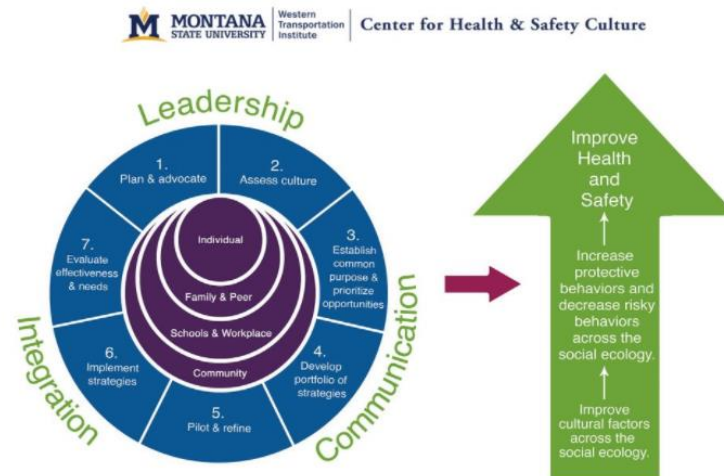 MONTANA
STATE UNIVERSITY
Western
Transportation
Institute
Center for Health & Safety Culture
Leadership
Communication
Integration
1.
Plan & advocate
2.
Assess culture
3.
Establish
common
purpose &
prioritize
opportunities
4.
Develop
portfolio of
strategies
5.
Pilot & refine
6.
Implement
strategies
7.
Evaluate
effectiveness
& needs
Individual
Family & Peer
Schools & Workplace
Community
Improve
Health
and
Safety
Increase
protective
behaviors and
decrease risky
behaviors
across the
social ecology.
Improve
cultural factors
across the
social ecology.